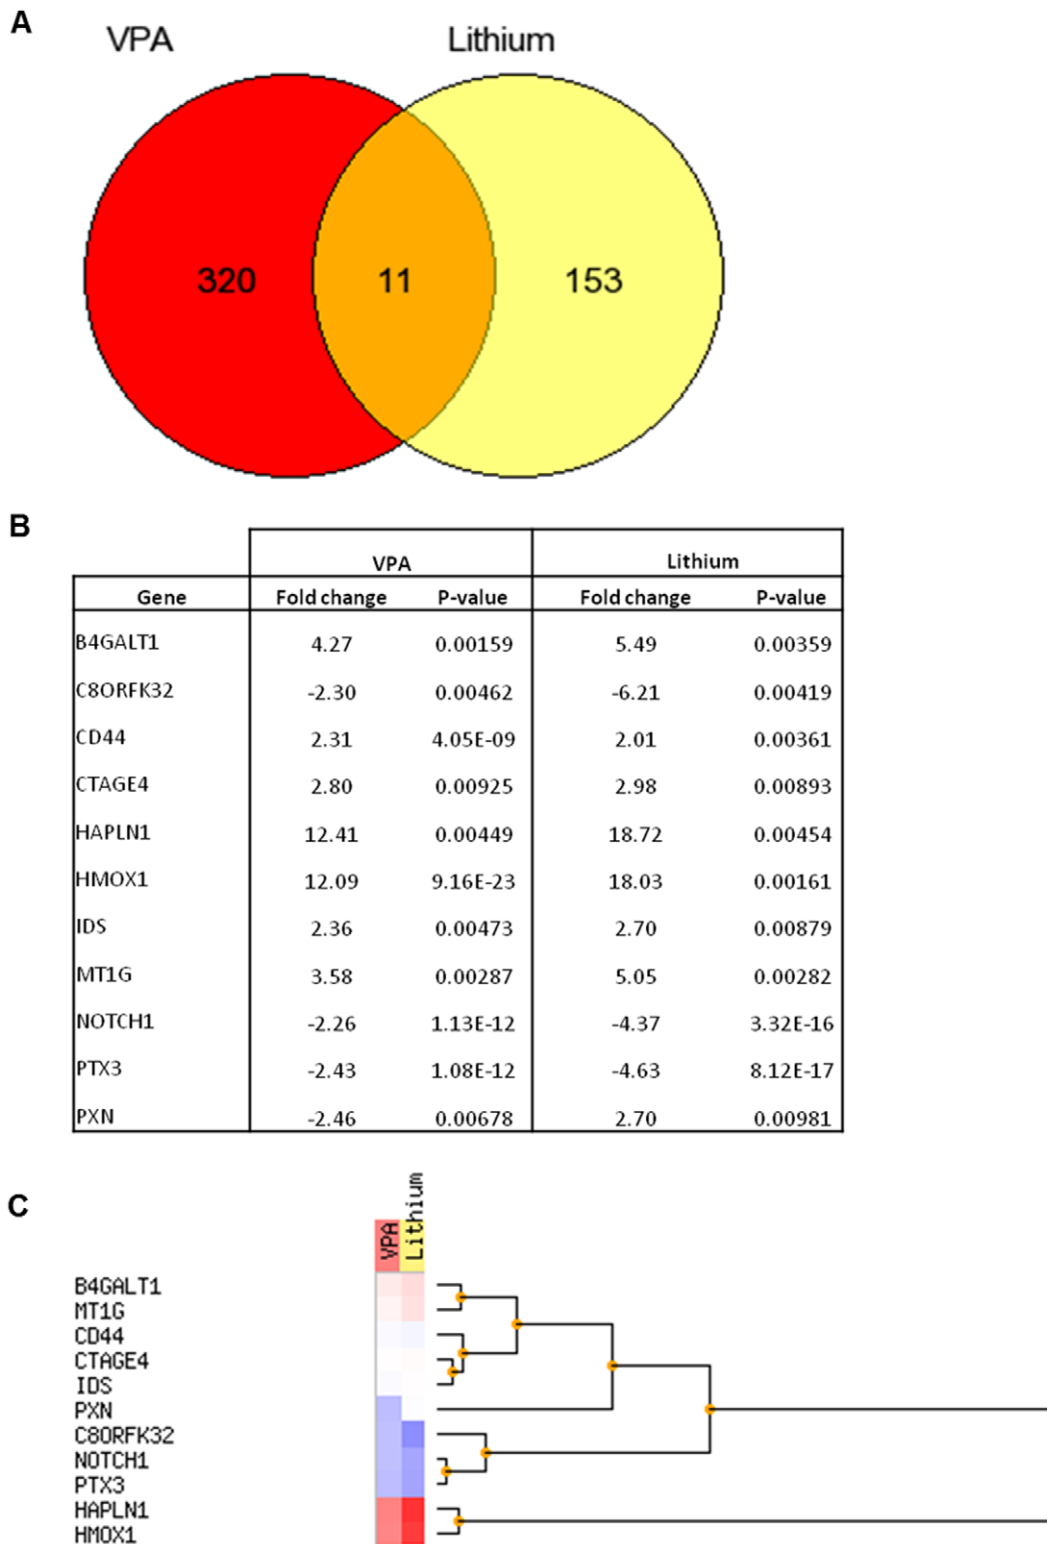 A
VPA Lithium
320 11 153
B
VPA Lithium
Gene Fold change P-value Fold change P-value
B4GALT1 4.27 0.00159 5.49 0.00359
C8ORFK32 -2.30 0.00462 -6.21 0.00419
CD44 2.31 4.05E-09 2.01 0.00361
CTAGE4 2.80 0.00925 2.98 0.00893
HAPLN1 12.41 0.00449 18.72 0.00454
HMOX1 12.09 9.16E-23 18.03 0.00161
IDS 2.36 0.00473 2.70 0.00879
MT1G 3.58 0.00287 5.05 0.00282
NOTCH1 -2.26 1.13E-12 -4.37 3.32E-16
PTX3 -2.43 1.08E-12 -4.63 8.12E-17
PXN -2.46 0.00678 2.70 0.00981
C
VPA Lithium
B4GALT1
MT1G
CD44
CTAGE4
IDS
PXN
C8ORFK32
NOTCH1
PTX3
HAPLN1
HMOX1